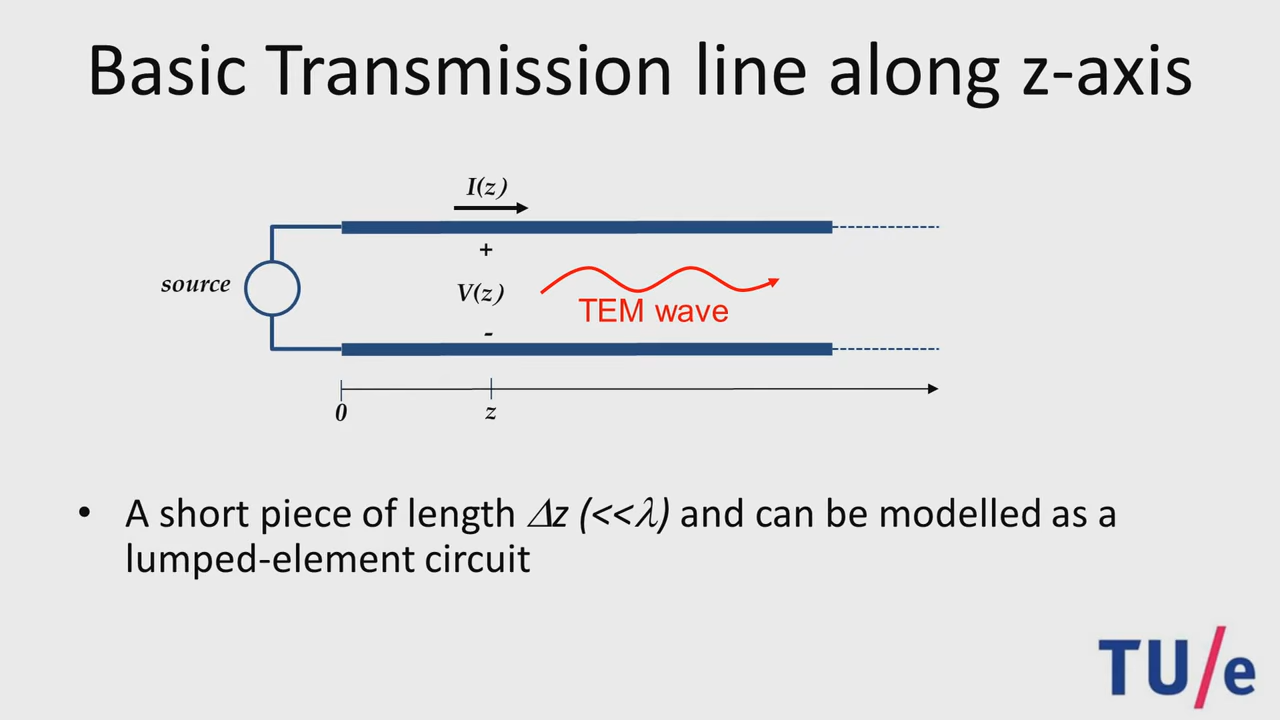 Basic Transmission line along z-axis
I(z)
+
source
V(z)
TEM wave
-
0
z
• A short piece of length Δz (<<λ) and can be modelled as a
lumped-element circuit
TU/e